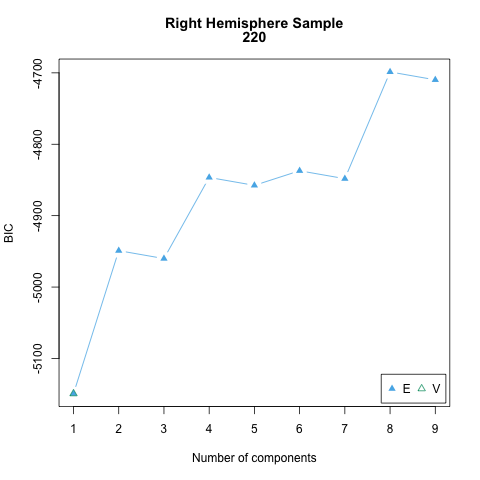 Right Hemisphere Sample
220
BIC
-4700
-4800
-4900
-5000
-5100
E V
1 2 3 4 5 6 7 8 9
Number of components